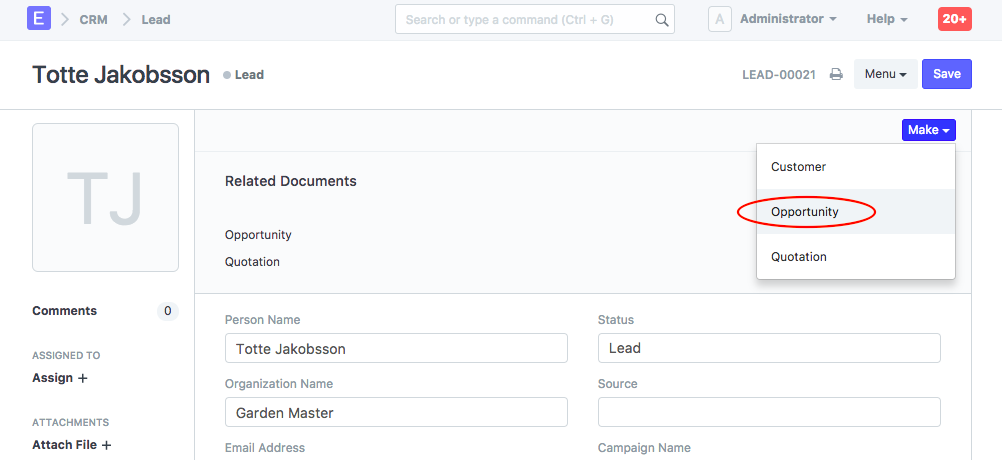 E CRM Lead Search or type a command (Ctrl + G) A Administrator Help 20+
Totte Jakobsson Lead LEAD-00021 Menu Save
TJ
Make
Customer
Opportunity
Quotation
Related Documents
Opportunity
Quotation
Comments 0
ASSIGNED TO
Assign +
ATTACHMENTS
Attach File +
Person Name
Totte Jakobsson
Status
Lead
Organization Name
Garden Master
Source
Email Address
Campaign Name